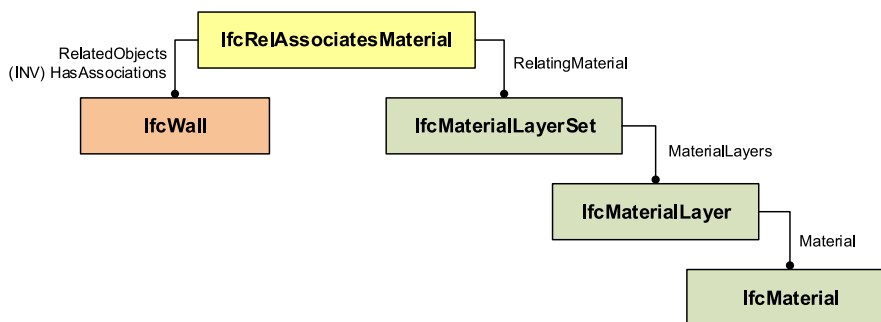 IfcRelAssociatesMaterial
RelatedObjects
(INV) HasAssociations
RelatingMaterial
IfcWall
IfcMaterialLayerSet
MaterialLayers
IfcMaterialLayer
Material
IfcMaterial